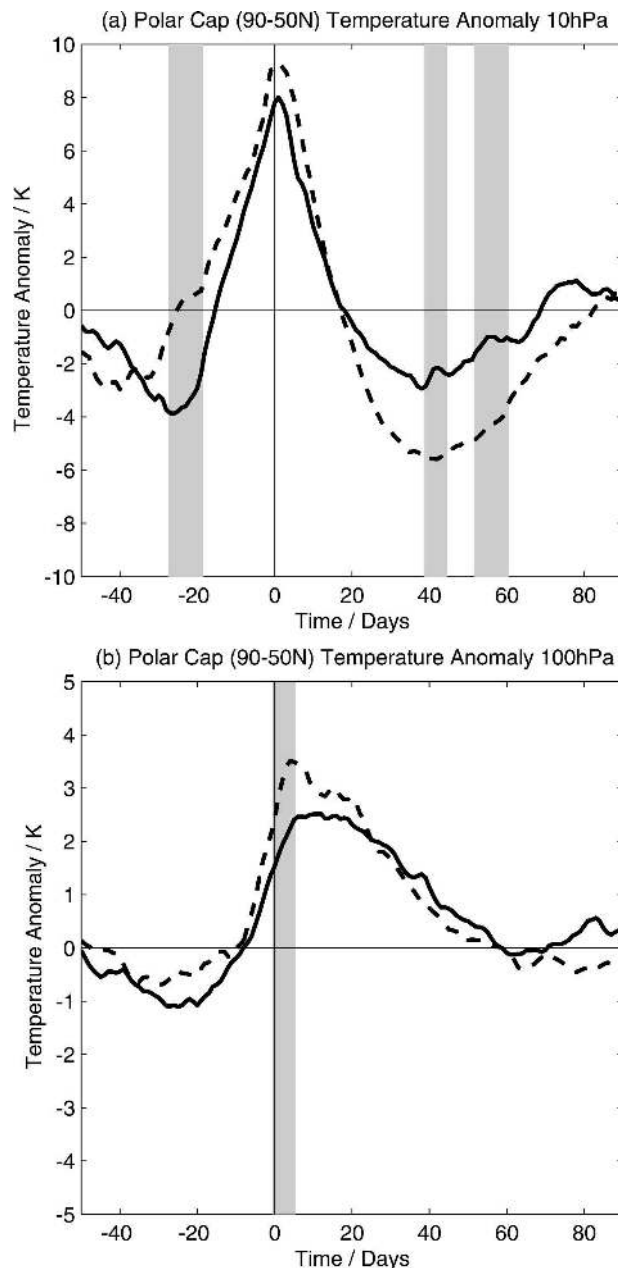 (a) Polar Cap (90-50N) Temperature Anomaly 10hPa
10
8
6
4
2
0
-2
-4
-6
-8
-10
Temperature Anomaly / K
-40 -20 0 20 40 60 80
Time / Days
(b) Polar Cap (90-50N) Temperature Anomaly 100hPa
5
4
3
2
1
0
-1
-2
-3
-4
-5
Temperature Anomaly / K
-40 -20 0 20 40 60 80
Time / Days